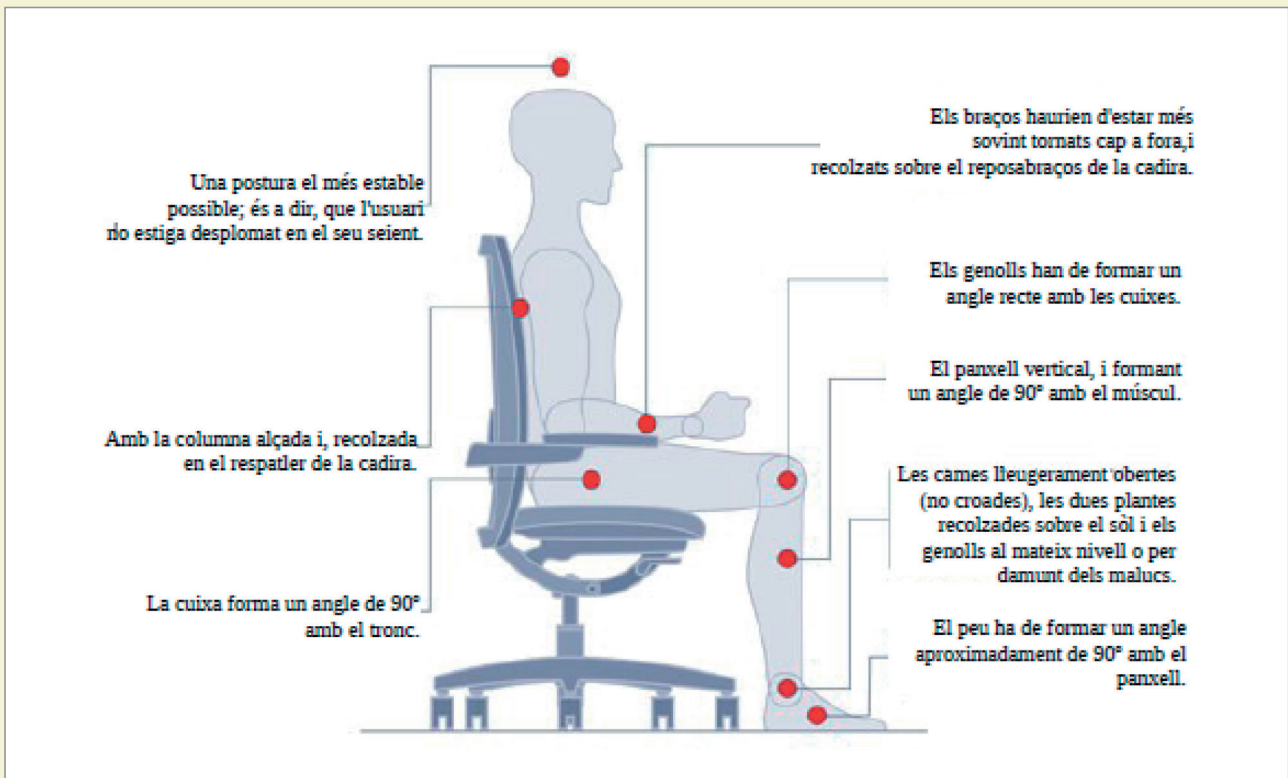 Una postura el més estable
possible; és a dir, que l'usuari
no estiga desplomat en el seu seient.
Amb la columna alçada i, recolzada
en el respatler de la cadira.
La cuixa forma un angle de 90°
amb el tronc.
Els braços haurien d'estar més
sovint tornats cap a fora,i
recolzats sobre el reposabraços de la cadira.
Els genolls han de formar un
angle recte amb les cuixes.
El panxell vertical, i formant
un angle de 90° amb el múscul.
Les cames lleugerament obertes
(no croades), les dues plantes
recolzades sobre el sòl i els
genolls al mateix nivell o per
damunt dels malucs.
El peu ha de formar un angle
aproximadament de 90° amb el
panxell.